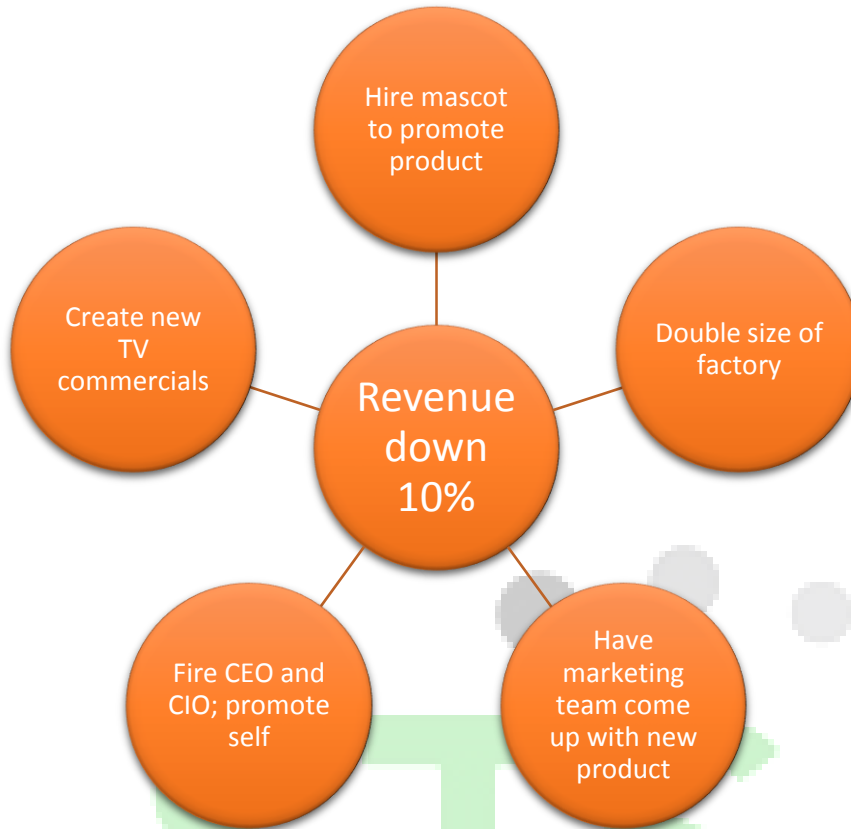 Hire mascot
to promote
product
Create new
TV
commercials
Double size of
factory
Revenue
down
10%
Fire CEO and
CIO; promote
self
Have
marketing
team come
up with new
product